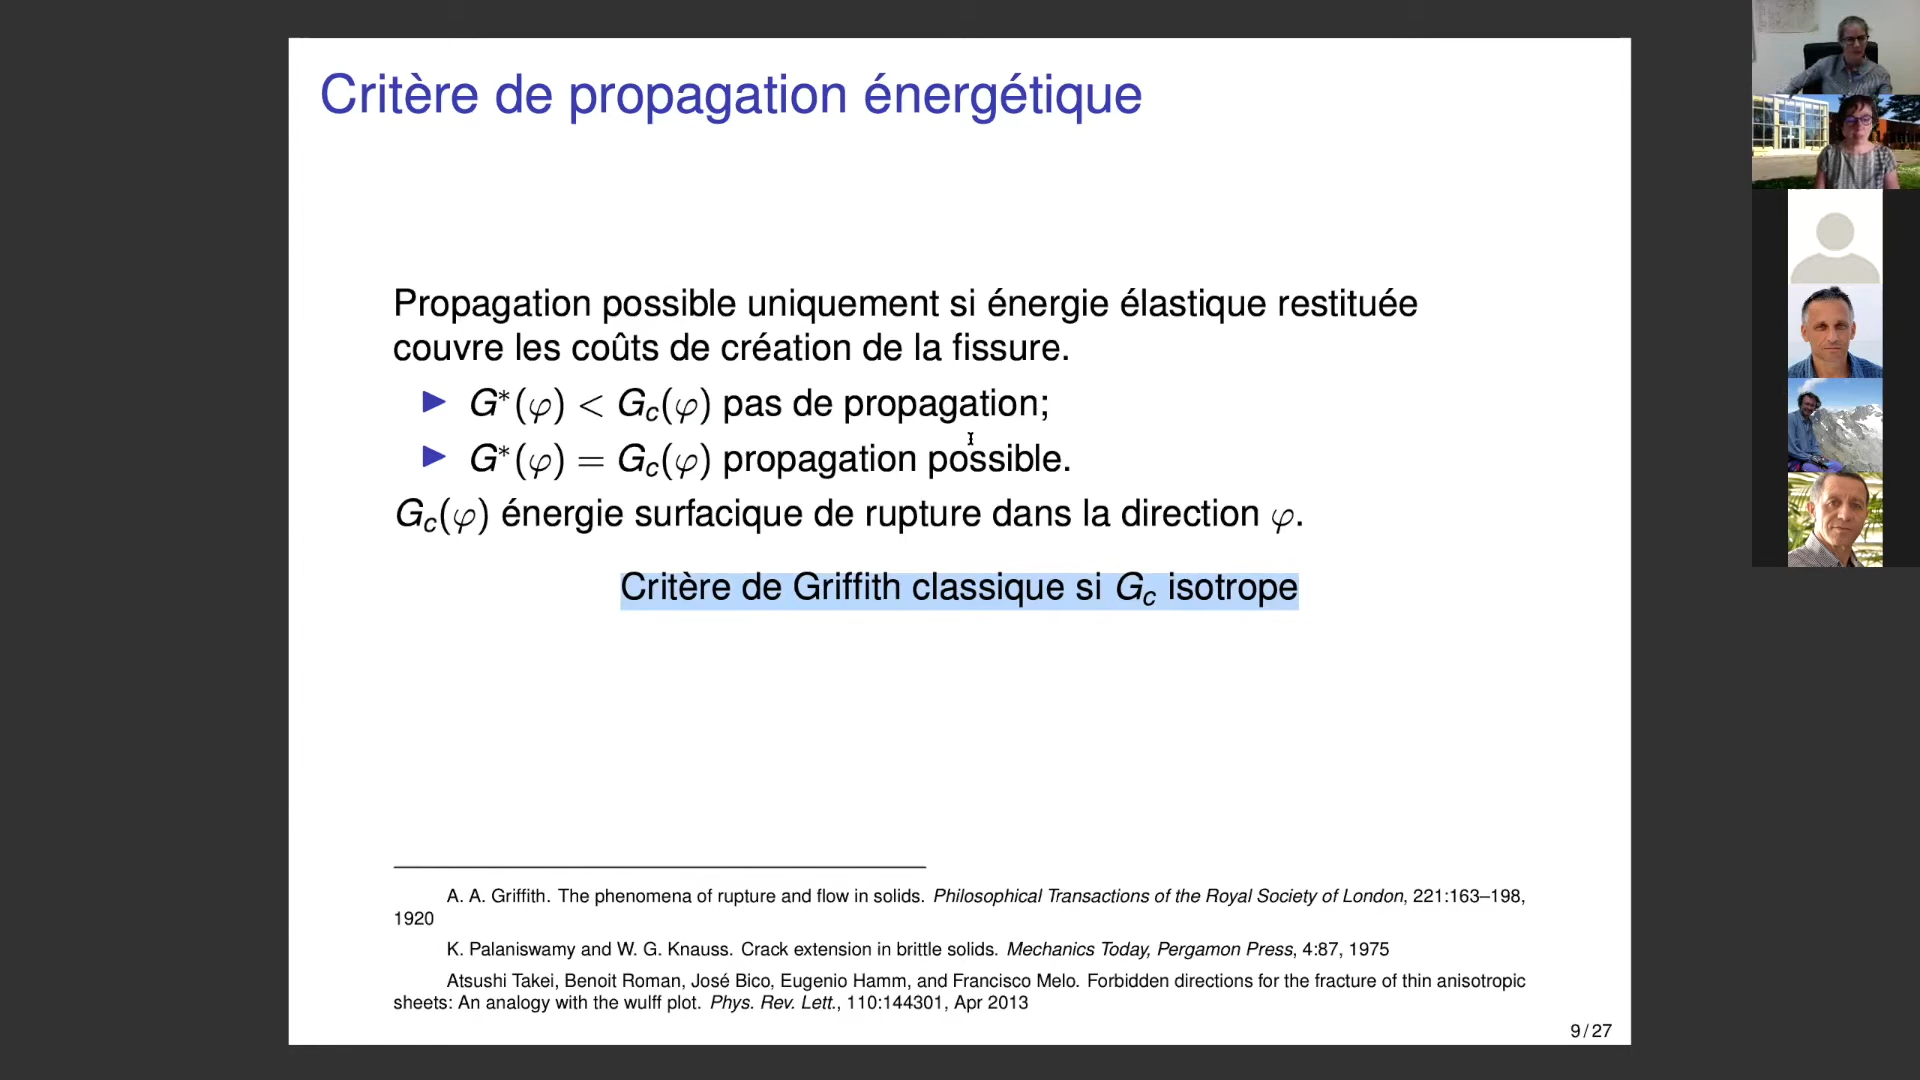 Critère de propagation énergétique
Propagation possible uniquement si énergie élastique restituée
couvre les coûts de création de la fissure.
▶ G*(φ) < Gc(φ) pas de propagation;
▶ G*(φ) = Gc(φ) propagation possible.
Gc(φ) énergie surfacique de rupture dans la direction φ.
Critère de Griffith classique si Gc isotrope
A. A. Griffith. The phenomena of rupture and flow in solids. Philosophical Transactions of the Royal Society of London, 221:163–198,
1920
K. Palaniswamy and W. G. Knauss. Crack extension in brittle solids. Mechanics Today, Pergamon Press, 4:87, 1975
Atsushi Takei, Benoit Roman, José Bico, Eugenio Hamm, and Francisco Melo. Forbidden directions for the fracture of thin anisotropic
sheets: An analogy with the wulff plot. Phys. Rev. Lett., 110:144301, Apr 2013
9 / 27